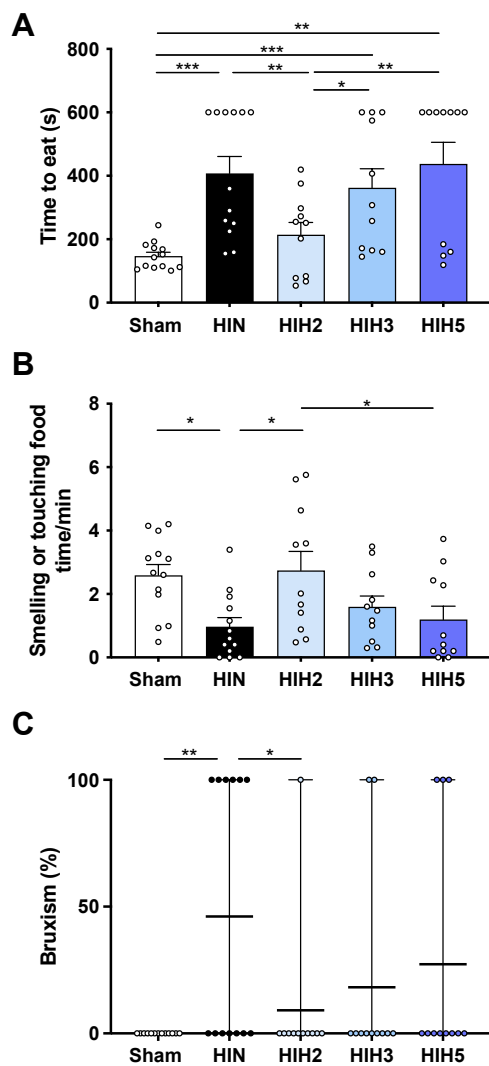 A
**
***
***
**
**
*
Time to eat (s)
800
600
400
200
0
Sham HIN HIH2 HIH3 HIH5
B
*
*
*
Smelling or touching food
time/min
8
6
4
2
0
Sham HIN HIH2 HIH3 HIH5
C
**
*
Bruxism (%)
100
50
0
Sham HIN HIH2 HIH3 HIH5